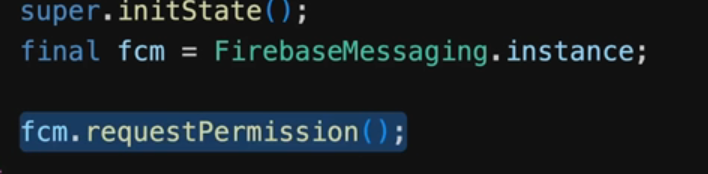 super.initState();
final fcm = FirebaseMessaging.instance;
fcm.requestPermission();